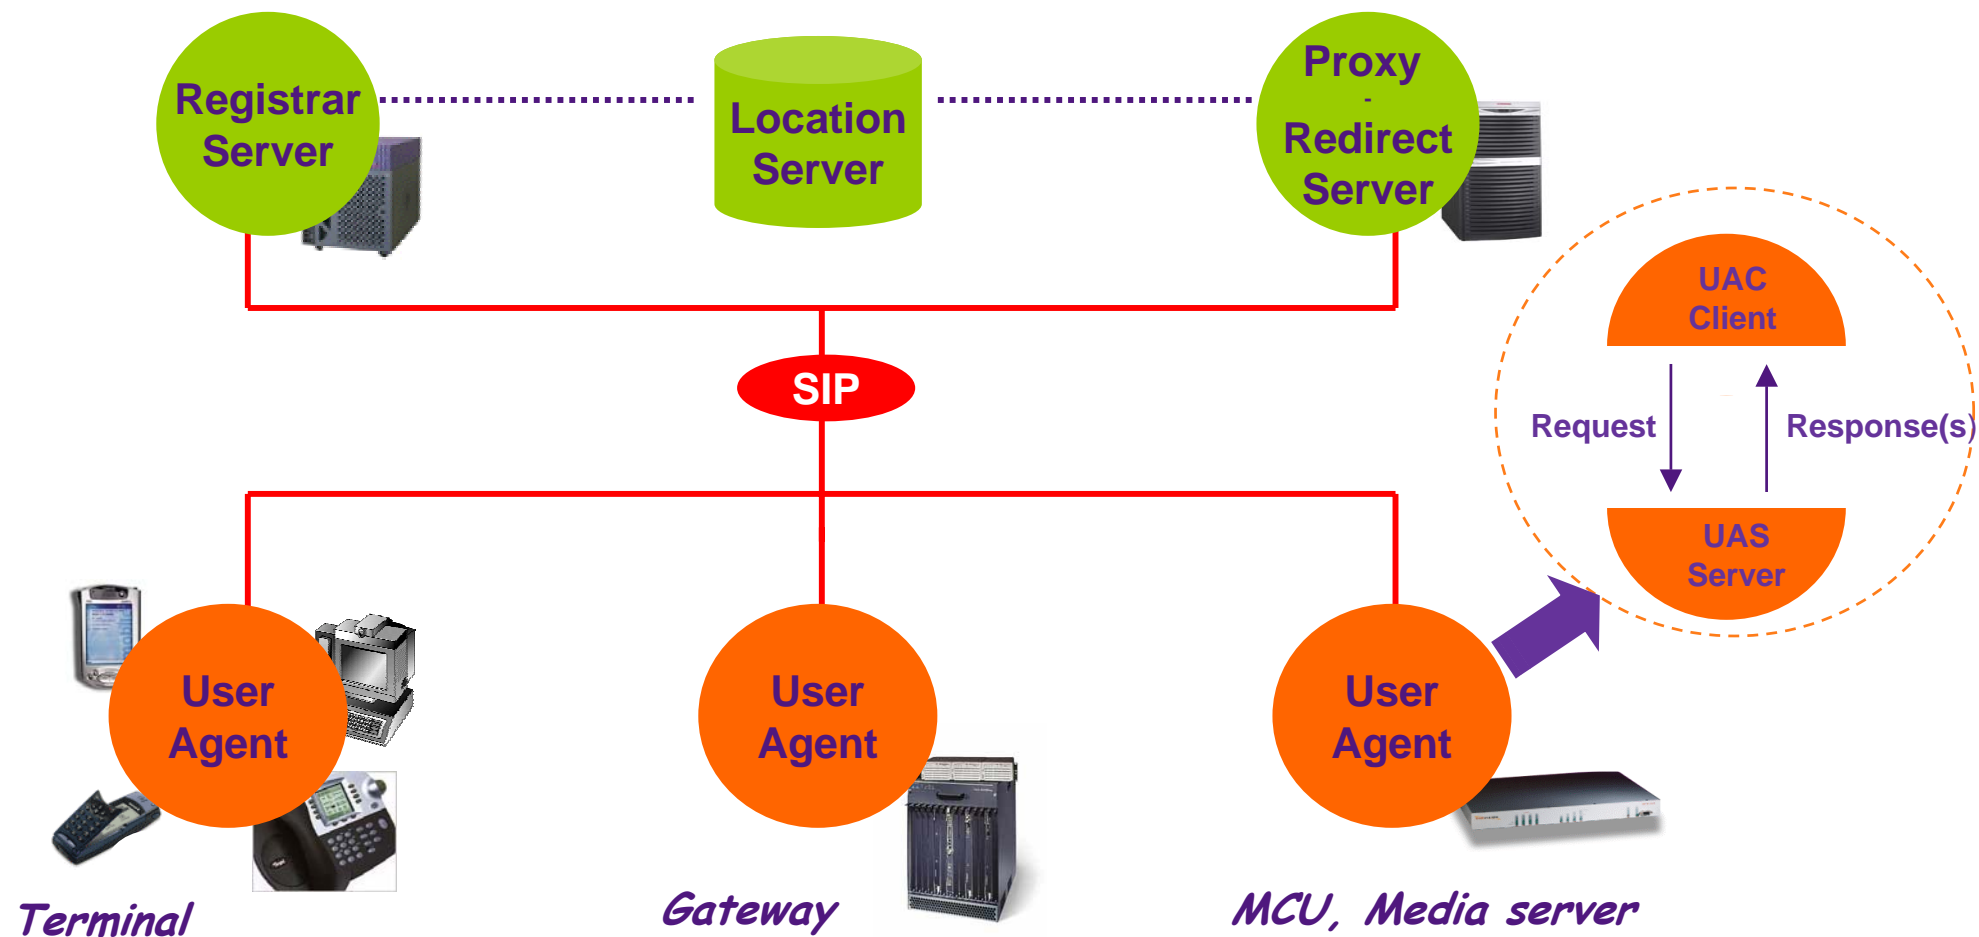 Registrar
Server
Location
Server
Proxy
-
Redirect
Server
UAC
Client
SIP
Request
Response(s)
UAS
Server
User
Agent
User
Agent
User
Agent
Terminal
Gateway
MCU, Media server